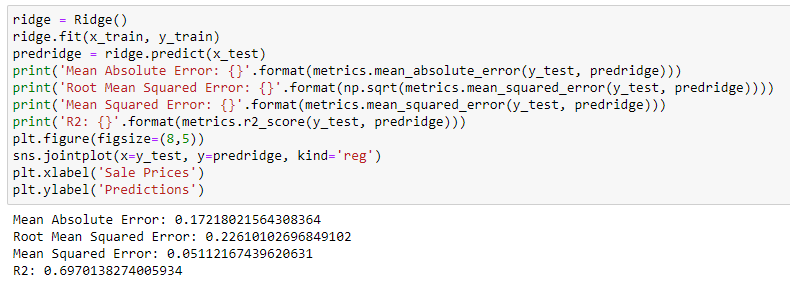 ridge = Ridge()
ridge.fit(x_train, y_train)
predridge = ridge.predict(x_test)
print('Mean Absolute Error: {}'.format(metrics.mean_absolute_error(y_test, predridge)))
print('Root Mean Squared Error: {}'.format(np.sqrt(metrics.mean_squared_error(y_test, predridge))))
print('Mean Squared Error: {}'.format(metrics.mean_squared_error(y_test, predridge)))
print('R2: {}'.format(metrics.r2_score(y_test, predridge)))
plt.figure(figsize=(8,5))
sns.jointplot(x=y_test, y=predridge, kind='reg')
plt.xlabel('Sale Prices')
plt.ylabel('Predictions')
Mean Absolute Error: 0.17218021564308364
Root Mean Squared Error: 0.22610102696849102
Mean Squared Error: 0.05112167439620631
R2: 0.6970138274005934